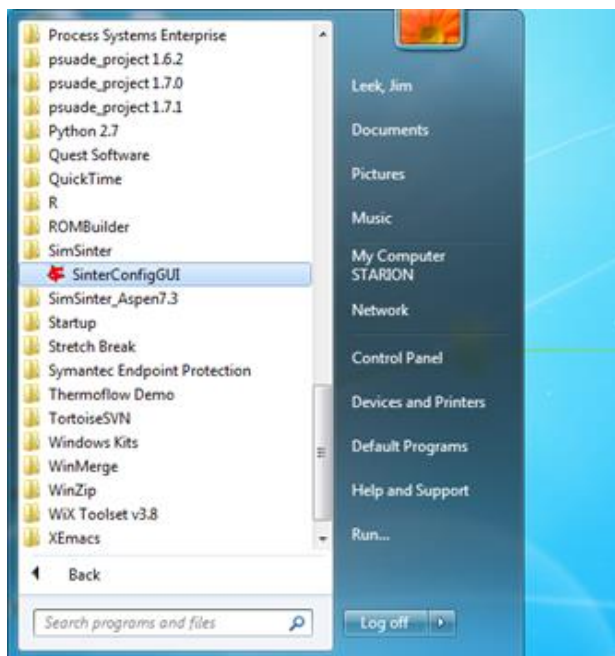 Process Systems Enterprise
psuade_project 1.6.2
psuade_project 1.7.0
psuade_project 1.7.1
Python 2.7
Quest Software
QuickTime
R
ROMBuilder
SimSinter
SinterConfigGUI
SimSinter_Aspen7.3
Startup
Stretch Break
Symantec Endpoint Protection
Thermoflow Demo
TortoiseSVN
Windows Kits
WinMerge
WinZip
WiX Toolset v3.8
XEmacs
Back
Search programs and files
Leek, Jim
Documents
Pictures
Music
My Computer
STARION
Network
Control Panel
Devices and Printers
Default Programs
Help and Support
Run...
Log off